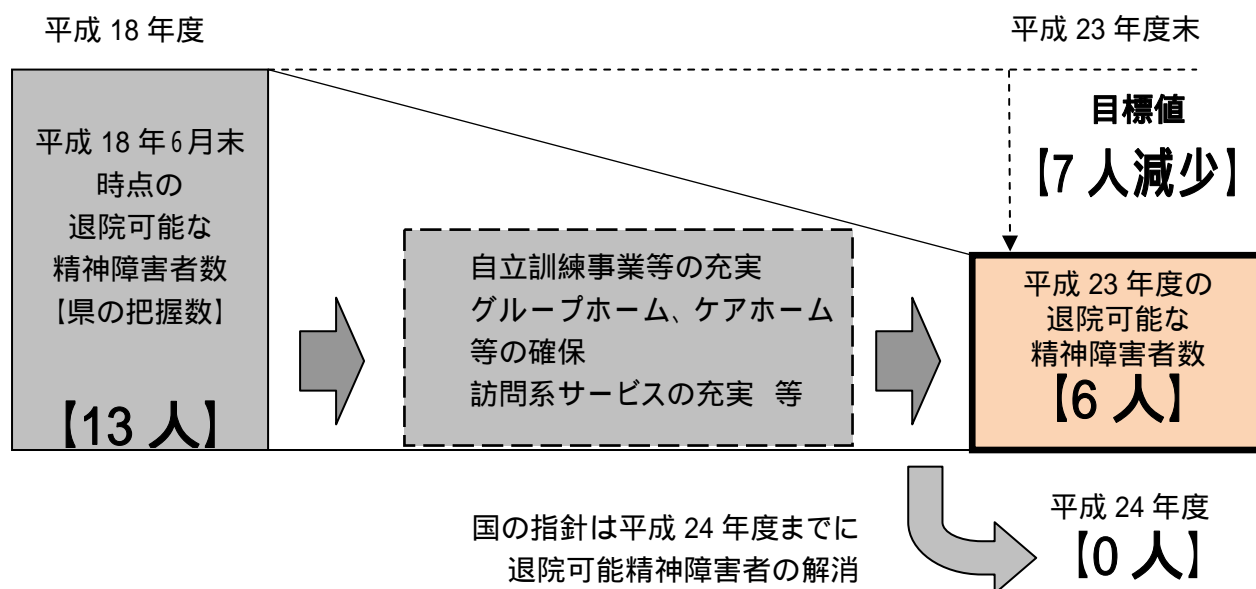 平成 18 年度
平成 23 年度末
平成 18 年6月末
時点の
退院可能な
精神障害者数
【県の把握数】
【13 人】
自立訓練事業等の充実
グループホーム、ケアホーム
等の確保
訪問系サービスの充実 等
目標値
【7 人減少】
平成 23 年度の
退院可能な
精神障害者数
【6 人】
国の指針は平成 24 年度までに
退院可能精神障害者の解消
平成 24 年度
【0 人】